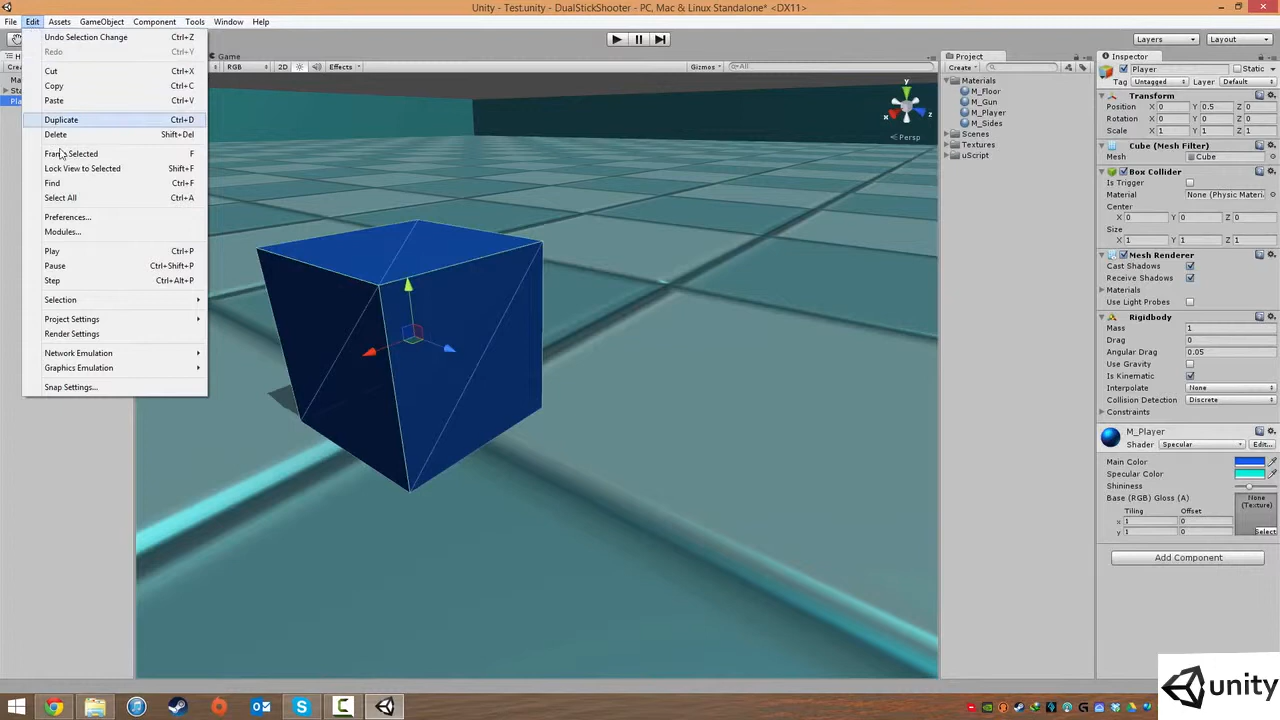 Unity - Test.unity - DualStickShooter - PC, Mac & Linux Standalone* <DX11>
File Edit Assets GameObject Component Tools Window Help
Layers Layout
Game
RGB 2D Effects Gizmos All
Undo Selection Change Ctrl+Z
Redo Ctrl+Y
Cut Ctrl+X
Copy Ctrl+C
Paste Ctrl+V
Duplicate Ctrl+D
Delete Shift+Del
Frame Selected F
Lock View to Selected Shift+F
Find Ctrl+F
Select All Ctrl+A
Preferences...
Modules...
Play Ctrl+P
Pause Ctrl+Shift+P
Step Ctrl+Alt+P
Selection
Project Settings
Render Settings
Network Emulation
Graphics Emulation
Snap Settings...
y
x z
Persp
Project
Create
Materials
M_Floor
M_Gun
M_Player
M_Sides
Scenes
Textures
uScript
Inspector
Player Static
Tag Untagged Layer Default
Transform
Position X 0 Y 0.5 Z 0
Rotation X 0 Y 0 Z 0
Scale X 1 Y 1 Z 1
Cube (Mesh Filter)
Mesh Cube
Box Collider
Is Trigger
Material None (Physic Materi
Center
X 0 Y 0 Z 0
Size
X 1 Y 1 Z 1
Mesh Renderer
Cast Shadows
Receive Shadows
Materials
Use Light Probes
Rigidbody
Mass 1
Drag 0
Angular Drag 0.05
Use Gravity
Is Kinematic
Interpolate None
Collision Detection Discrete
Constraints
M_Player
Shader Specular Edit...
Main Color
Specular Color
Shininess
Base (RGB) Gloss (A)
None
(Texture)
Tiling Offset
x 1 0
y 1 0
Select
Add Component
unity